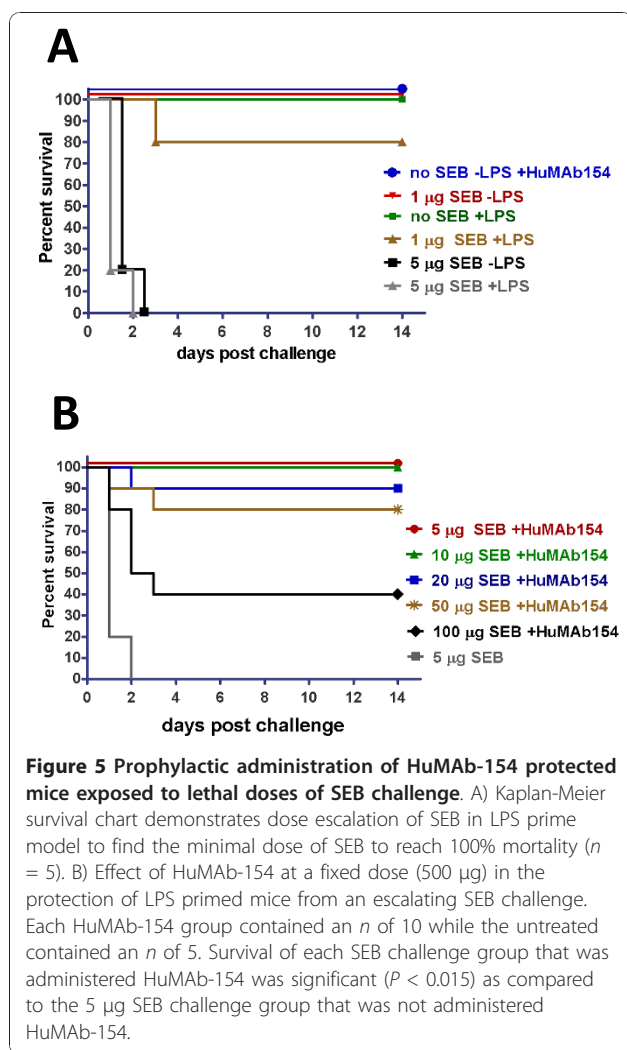 A
Percent survival
100
90
80
70
60
50
40
30
20
10
0
0 2 4 6 8 10 12 14
days post challenge
no SEB -LPS +HuMAb154
1 µg SEB -LPS
no SEB +LPS
1 µg SEB +LPS
5 µg SEB -LPS
5 µg SEB +LPS
B
Percent survival
100
90
80
70
60
50
40
30
20
10
0
0 2 4 6 8 10 12 14
days post challenge
5 µg SEB +HuMAb154
10 µg SEB +HuMAb154
20 µg SEB +HuMAb154
50 µg SEB +HuMAb154
100 µg SEB +HuMAb154
5 µg SEB
Figure 5 Prophylactic administration of HuMAb-154 protected
mice exposed to lethal doses of SEB challenge. A) Kaplan-Meier
survival chart demonstrates dose escalation of SEB in LPS prime
model to find the minimal dose of SEB to reach 100% mortality (n
= 5). B) Effect of HuMAb-154 at a fixed dose (500 µg) in the
protection of LPS primed mice from an escalating SEB challenge.
Each HuMAb-154 group contained an n of 10 while the untreated
contained an n of 5. Survival of each SEB challenge group that was
administered HuMAb-154 was significant (P < 0.015) as compared
to the 5 µg SEB challenge group that was not administered
HuMAb-154.